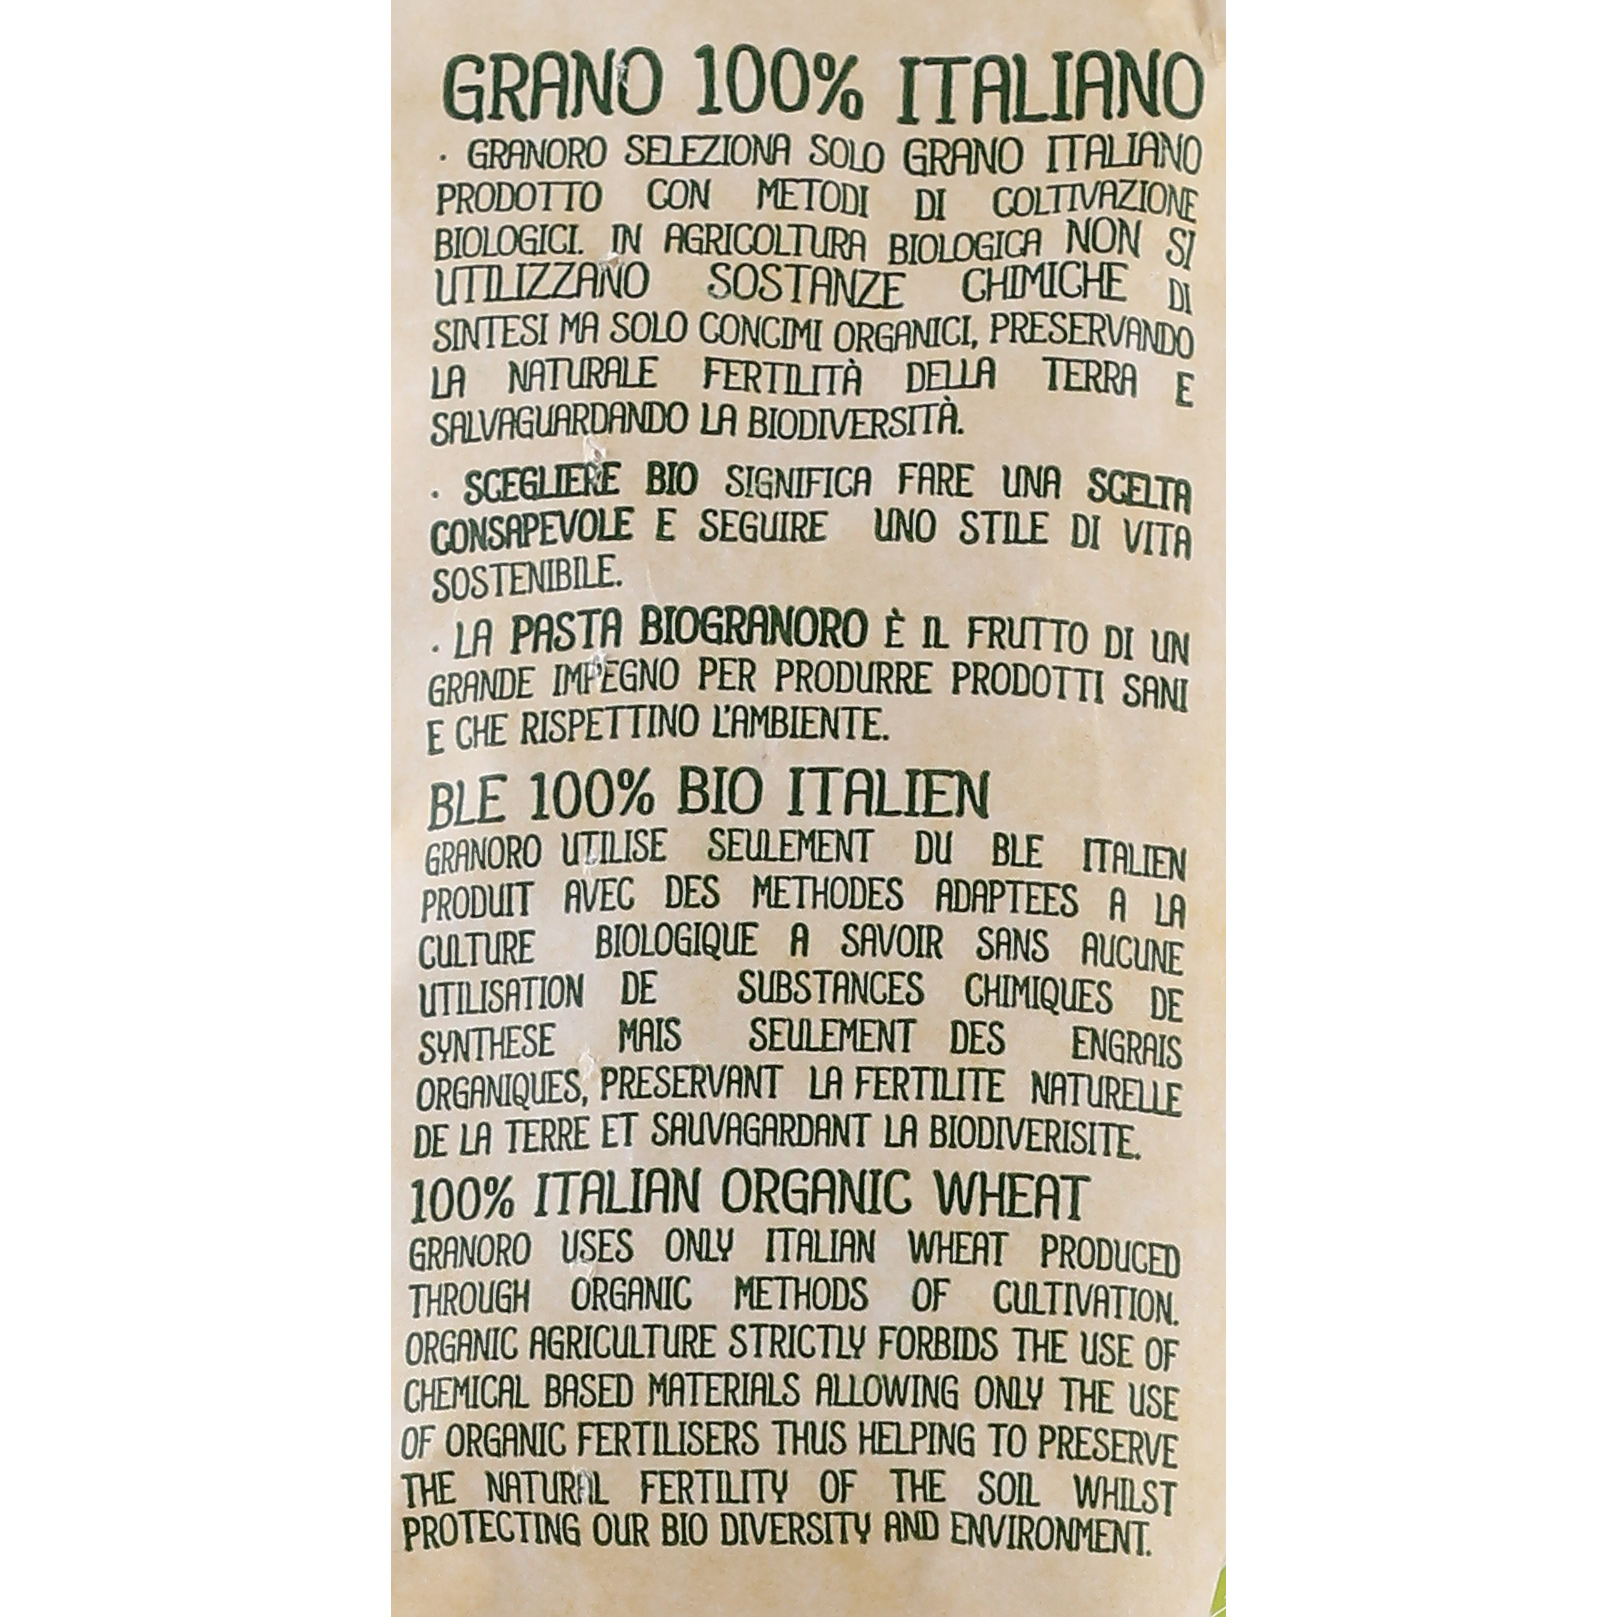 GRANO 100% ITALIANO
· GRANORO SELEZIONA SOLO GRANO ITALIANO
PRODOTTO CON METODI DI COLTIVAZIONE
BIOLOGICI. IN AGRICOLTURA BIOLOGICA NON SI
UTILIZZANO SOSTANZE CHIMICHE DI
SINTESI MA SOLO CONCIMI ORGANICI, PRESERVANDO
LA NATURALE FERTILITÀ DELLA TERRA E
SALVAGUARDANDO LA BIODIVERSITÀ.
· SCEGLIERE BIO SIGNIFICA FARE UNA SCELTA
CONSAPEVOLE E SEGUIRE UNO STILE DI VITA
SOSTENIBILE.
· LA PASTA BIOGRANORO È IL FRUTTO DI UN
GRANDE IMPEGNO PER PRODURRE PRODOTTI SANI
E CHE RISPETTINO L'AMBIENTE.
BLE 100% BIO ITALIEN
GRANORO UTILISE SEULEMENT DU BLE ITALIEN
PRODUIT AVEC DES METHODES ADAPTEES A LA
CULTURE BIOLOGIQUE A SAVOIR SANS AUCUNE
UTILISATION DE SUBSTANCES CHIMIQUES DE
SYNTHESE MAIS SEULEMENT DES ENGRAIS
ORGANIQUES, PRESERVANT LA FERTILITE NATURELLE
DE LA TERRE ET SAUVAGARDANT LA BIODIVERISITE.
100% ITALIAN ORGANIC WHEAT
GRANORO USES ONLY ITALIAN WHEAT PRODUCED
THROUGH ORGANIC METHODS OF CULTIVATION.
ORGANIC AGRICULTURE STRICTLY FORBIDS THE USE OF
CHEMICAL BASED MATERIALS ALLOWING ONLY THE USE
OF ORGANIC FERTILISERS THUS HELPING TO PRESERVE
THE NATURAL FERTILITY OF THE SOIL WHILST
PROTECTING OUR BIO DIVERSITY AND ENVIRONMENT.